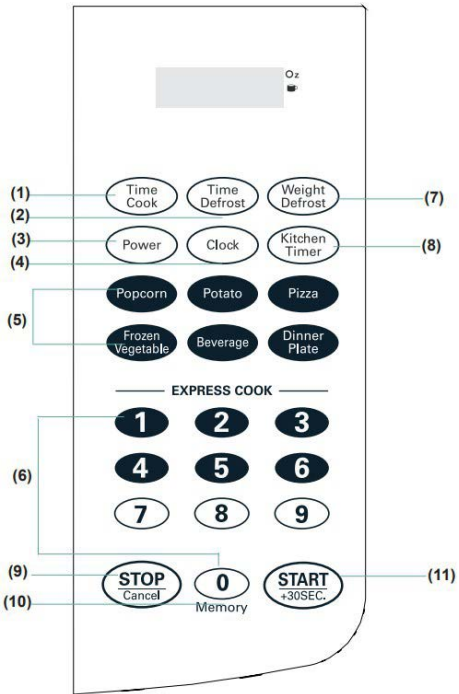 Oz
(1)
Time
Cook
Time
Defrost
Weight
Defrost
(7)
(2)
(3)
Power
Clock
Kitchen
Timer
(8)
(4)
(5)
Popcorn
Potato
Pizza
Frozen
Vegetable
Beverage
Dinner
Plate
EXPRESS COOK
1
2
3
(6)
4
5
6
7
8
9
(9)
STOP
Cancel
0
START
+30SEC.
(11)
(10)
Memory